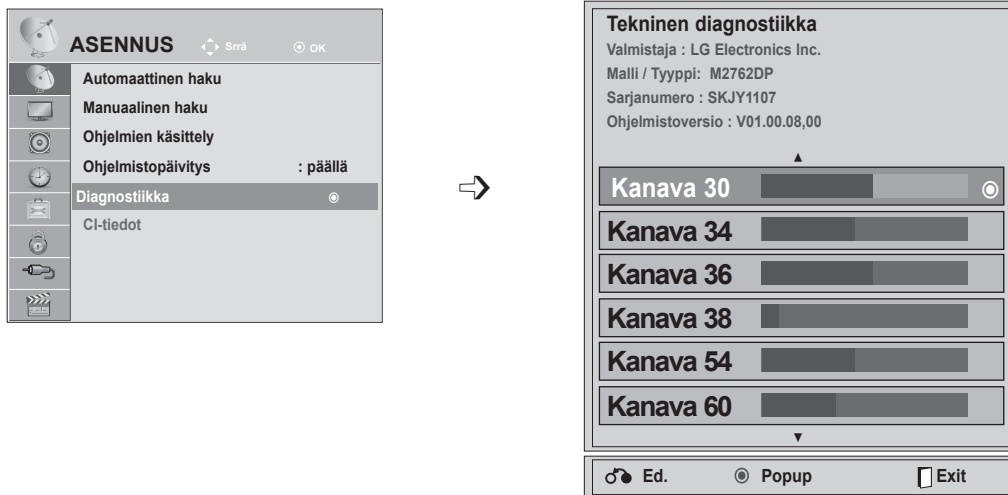 ASENNUS Srrä OK
Automaattinen haku
Manuaalinen haku
Ohjelmien käsittely
Ohjelmistopäivitys : päällä
Diagnostiikka
CI-tiedot
Tekninen diagnostiikka
Valmistaja : LG Electronics Inc.
Malli / Tyyppi: M2762DP
Sarjanumero : SKJY1107
Ohjelmistoversio : V01.00.08,00
Kanava 30
Kanava 34
Kanava 36
Kanava 38
Kanava 54
Kanava 60
Ed. Popup Exit